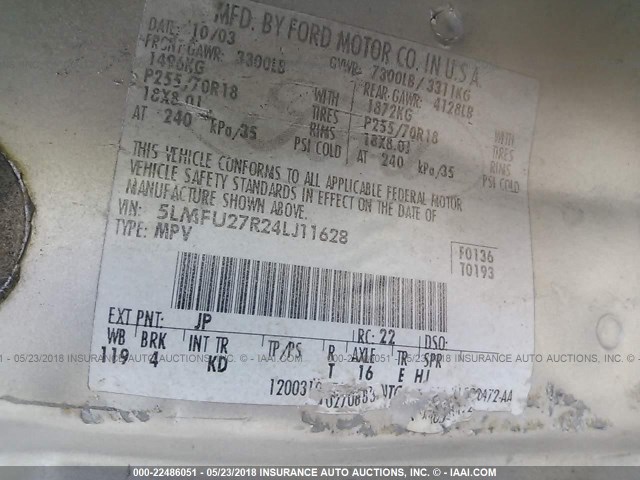 MFD. BY FORD MOTOR CO. IN U.S.A.
DATE: 10/03 GVWR: 7300LB / 3311KG
FRONT GAWR: 3300LB REAR GAWR: 4128LB
1496KG 1872KG
P255/70R18 WITH TIRES P255/70R18 WITH TIRES
18X8.0J RIMS 18X8.0J RIMS
AT 240 kPa/35 PSI COLD AT 240 kPa/35 PSI COLD
THIS VEHICLE CONFORMS TO ALL APPLICABLE FEDERAL MOTOR
VEHICLE SAFETY STANDARDS IN EFFECT ON THE DATE OF
MANUFACTURE SHOWN ABOVE.
VIN: 5LMFU27R24LJ11628
TYPE: MPV
F0136
T0193
EXT PNT: JP RC: 22 DSO:
WB BRK INT TR TP/PS R AXLE TR SPR
119 4 KD T 16 E HJ
000-22486051 - 05/23/2018 INSURANCE AUTO AUCTIONS, INC. - © IAAI.COM